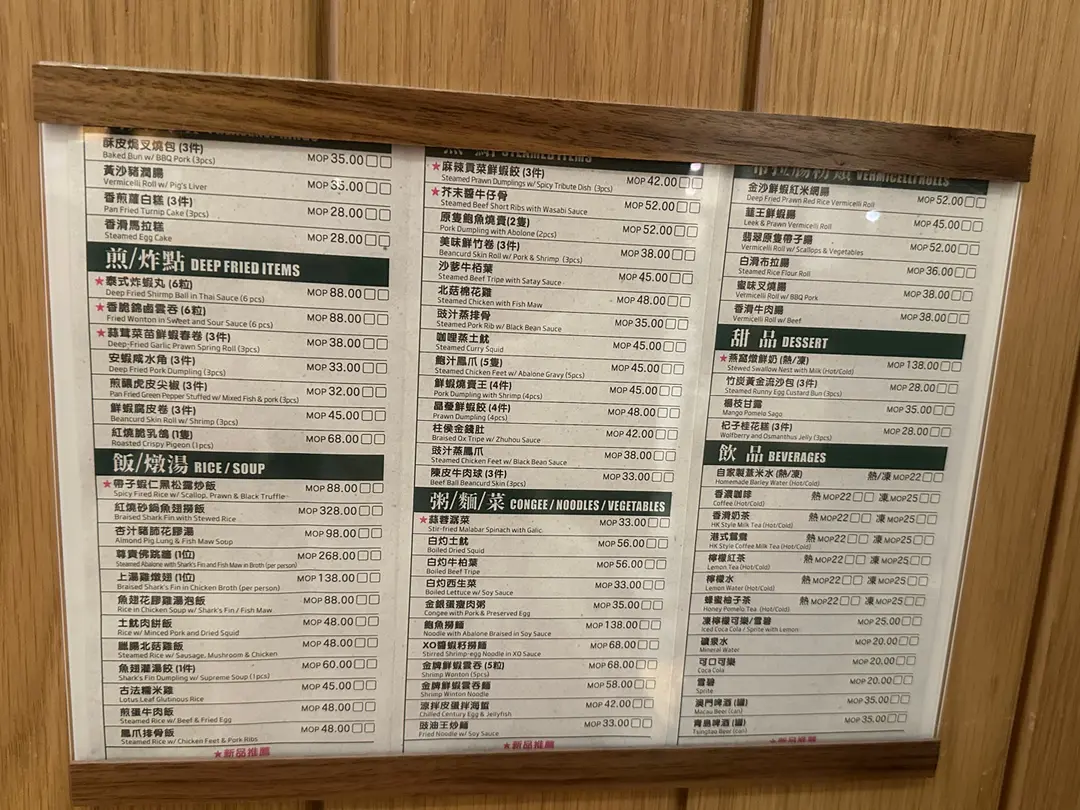 酥皮焗叉燒包 (3件)
Baked Bun w/ BBQ Pork (3pcs)
MOP 35.00
黃沙豬潤腸
Vermicelli Roll w/ Pig's Liver
MOP 35.00
香煎蘿白糕 (3件)
Pan Fried Turnip Cake (3pcs)
MOP 28.00
香滑馬拉糕
Steamed Egg Cake
MOP 28.00
煎/炸點 DEEP FRIED ITEMS
★泰式炸蝦丸 (6粒)
Deep Fried Shirmp Ball in Thai Sauce (6 pcs)
MOP 88.00
★香脆錦鹵雲吞 (6粒)
Fried Wonton in Sweet and Sour Sauce (6 pcs)
MOP 88.00
★蒜茸菜苗鮮蝦春卷 (3件)
Deep-Fried Garlic Prawn Spring Roll (3pcs)
MOP 38.00
安蝦咸水角 (3件)
Deep Fried Pork Dumpling (3pcs)
MOP 33.00
煎釀虎皮尖椒 (3件)
Pan Fried Green Pepper Stuffed w/ Mixed Fish & pork (3pcs)
MOP 32.00
鮮蝦腐皮卷 (3件)
Beancurd Skin Roll w/ Shrimp (3pcs)
MOP 45.00
紅燒脆乳鴿 (1隻)
Roasted Crispy Pigeon (1pcs)
MOP 68.00
飯/燉湯 RICE / SOUP
★帶子蝦仁黑松露炒飯
Spicy Fried Rice w/ Scallop, Prawn & Black Truffle
MOP 88.00
紅燒砂鍋魚翅撈飯
Braised Shark Fin with Stewed Rice
MOP 328.00
杏汁豬肺花膠湯
Almond Pig Lung & Fish Maw Soup
MOP 98.00
尊貴佛跳牆 (1位)
Steamed Abalone with Shark's Fin and Fish Maw in Broth (per person)
MOP 268.00
上湯雞燉翅 (1位)
Braised Shark's Fin in Chicken Broth (per person)
MOP 138.00
魚翅花膠雞湯泡飯
Rice in Chicken Soup w/ Shark's Fin / Fish Maw
MOP 88.00
土魷肉餅飯
Rice w/ Minced Pork and Dried Squid
MOP 48.00
臘腸北菇雞飯
Steamed Rice w/ Sausage, Mushroom & Chicken
MOP 48.00
魚翅灌湯餃 (1件)
Shark's Fin Dumpling w/ Supreme Soup (1pcs)
MOP 60.00
古法糯米雞
Lotus Leaf Glutinous Rice
MOP 45.00
煎蛋牛肉飯
Steamed Rice w/ Beef & Fried Egg
MOP 48.00
鳳爪排骨飯
Steamed Rice w/ Chicken Feet & Pork Ribs
MOP 48.00
★新品推薦
STEAMED ITEMS
★麻辣貢菜鮮蝦餃 (3件)
Steamed Prawn Dumplings w/ Spicy Tribute Dish (3pcs)
MOP 42.00
★芥末醬牛仔骨
Steamed Beef Short Ribs with Wasabi Sauce
MOP 52.00
原隻鮑魚燒賣(2隻)
Pork Dumpling with Abolone (2pcs)
MOP 52.00
美味鮮竹卷 (3件)
Beancurd Skin Roll w/ Pork & Shrimp (3pcs)
MOP 38.00
沙爹牛栢葉
Steamed Beef Tripe with Satay Sauce
MOP 45.00
北菇棉花雞
Steamed Chicken with Fish Maw
MOP 48.00
豉汁蒸排骨
Steamed Pork Rib w/ Black Bean Sauce
MOP 35.00
咖喱蒸土魷
Steamed Curry Squid
MOP 45.00
鮑汁鳳爪 (5隻)
Steamed Chicken Feet w/ Abalone Gravy (5pcs)
MOP 45.00
鮮蝦燒賣王 (4件)
Pork Dumpling with Shrimp (4pcs)
MOP 45.00
晶瑩鮮蝦餃 (4件)
Prawn Dumpling (4pcs)
MOP 48.00
柱侯金錢肚
Braised Ox Tripe w/ Zhuhou Sauce
MOP 42.00
豉汁蒸鳳爪
Steamed Chicken Feet w/ Black Bean Sauce
MOP 38.00
陳皮牛肉球 (3件)
Beef Ball Beancurd Skin (3pcs)
MOP 33.00
粥/麵/菜 CONGEE / NOODLES / VEGETABLES
★蒜蓉潺菜
Stir-fried Malabar Spinach with Galic
MOP 33.00
白灼土魷
Boiled Dried Squid
MOP 56.00
白灼牛柏葉
Boiled Beef Tripe
MOP 56.00
白灼西生菜
Boiled Lettuce w/ Soy Sauce
MOP 33.00
金銀蛋瘦肉粥
Congee with Pork & Preserved Egg
MOP 35.00
鮑魚撈麵
Noodle with Abalone Braised in Soy Sauce
MOP 138.00
XO醬蝦籽撈麵
Stirred Shrimp-egg Noodle in XO Sauce
MOP 68.00
金牌鮮蝦雲吞 (5粒)
Shrimp Wonton (5pcs)
MOP 68.00
金牌鮮蝦雲吞麵
Shrimp Winton Noodle
MOP 58.00
涼拌皮蛋拌海蜇
Chilled Century Egg & Jellyfish
MOP 42.00
豉油王炒麵
Fried Noodle w/ Soy Sauce
MOP 33.00
★新品推薦
VERMICELLI ROLLS
金沙鮮蝦紅米網腸
Deep Fried Prawn Red Rice Vermicelli Roll
MOP 52.00
韮王鮮蝦腸
Leek & Prawn Vermicelli Roll
MOP 45.00
翡翠原隻帶子腸
Vermicelli Roll w/ Scallops & Vegetables
MOP 52.00
白滑布拉腸
Steamed Rice Flour Roll
MOP 36.00
蜜味叉燒腸
Vermicelli Roll w/ BBQ Pork
MOP 38.00
香滑牛肉腸
Vermicelli Roll w/ Beef
MOP 38.00
甜 品 DESSERT
★燕窩燉鮮奶 (熱/凍)
Stewed Swallow Nest with Milk (Hot/Cold)
MOP 138.00
竹炭黃金流沙包 (3件)
Steamed Runny Egg Custard Bun (3pcs)
MOP 28.00
楊枝甘露
Mango Pomelo Sago
MOP 35.00
杞子桂花糕 (3件)
Wolfberry and Osmanthus Jelly (3pcs)
MOP 28.00
飲 品 BEVERAGES
自家製薏米水 (熱/凍)
Homemade Barley Water (Hot/Cold)
熱/凍 MOP22
香濃咖啡
Coffee (Hot/Cold)
熱 MOP22 凍 MOP25
香滑奶茶
HK Style Milk Tea (Hot/Cold)
熱 MOP22 凍 MOP25
港式鴛鴦
HK Style Coffee Milk Tea (Hot/Cold)
熱 MOP22 凍 MOP25
檸檬紅茶
Lemon Tea (Hot/Cold)
熱 MOP22 凍 MOP25
檸檬水
Lemon Water (Hot/Cold)
熱 MOP22 凍 MOP25
蜂蜜柚子茶
Honey Pomelo Tea (Hot/Cold)
熱 MOP22 凍 MOP25
凍檸檬可樂/雪碧
Iced Coca Cola / Sprite with Lemon
MOP 25.00
礦泉水
Mineral Water
MOP 20.00
可口可樂
Coca Cola
MOP 20.00
雪碧
Sprite
MOP 20.00
澳門啤酒 (罐)
Macau Beer (can)
MOP 35.00
青島啤酒 (罐)
Tsingtao Beer (can)
MOP 35.00
★新品推薦